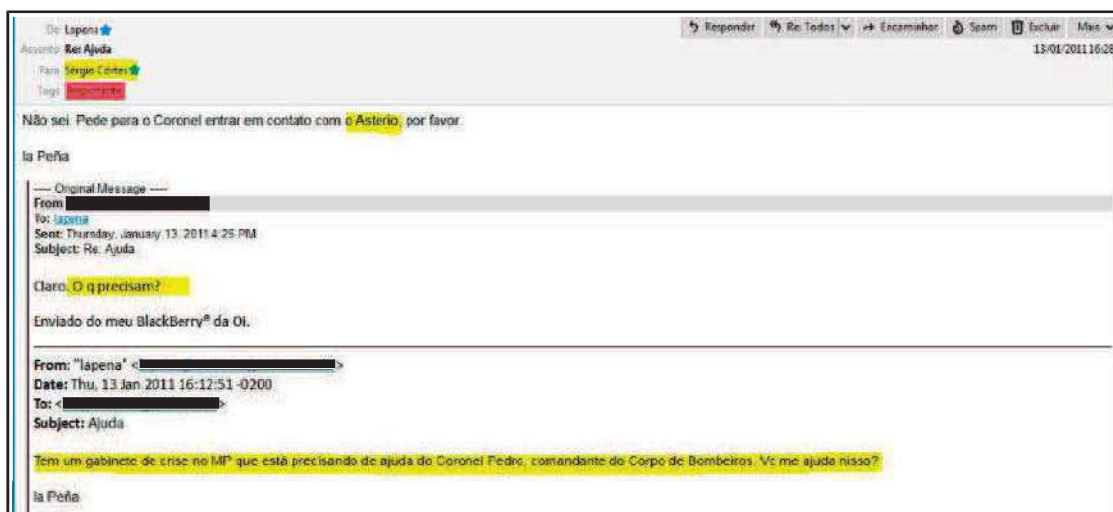 De Lapena
Responder Re: Todos Encaminhar Spam Excluir Mais
Assunto Re: Ajuda
13/01/2011 16:28
Para Sérgio Côrtes
Tags Importante
Não sei. Pede para o Coronel entrar em contato com o Asterio, por favor.
la Peña
---- Original Message ----
From
To: lapena
Sent: Thursday, January 13, 2011 4:25 PM
Subject: Re: Ajuda
Claro. O q precisam?
Enviado do meu BlackBerry® da Oi.
From: "lapena" < >
Date: Thu, 13 Jan 2011 16:12:51 -0200
To: < >
Subject: Ajuda
Tem um gabinete de crise no MP que está precisando de ajuda do Coronel Pedro, comandante do Corpo de Bombeiros. Vc me ajuda nisso?
la Peña